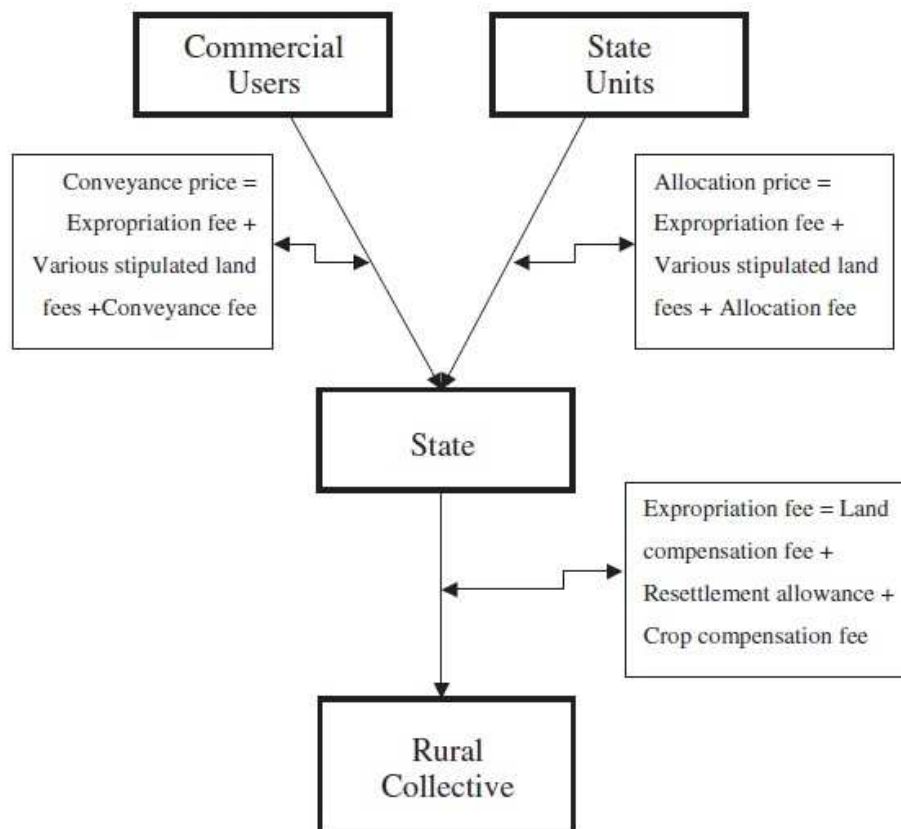 Commercial
Users
State
Units
Conveyance price =
Expropriation fee +
Various stipulated land
fees +Conveyance fee
Allocation price =
Expropriation fee +
Various stipulated land
fees + Allocation fee
State
Expropriation fee = Land
compensation fee +
Resettlement allowance +
Crop compensation fee
Rural
Collective